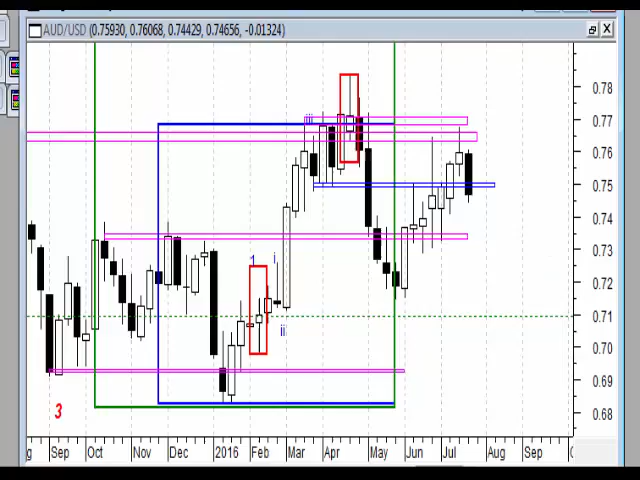 AUD/USD (0.75930, 0.76068, 0.74429, 0.74656, -0.01324)
0.78
iii
0.77
0.76
0.75
0.74
0.73
1 i
0.72
ii
0.71
0.70
0.69
3
0.68
g Sep Oct Nov Dec 2016 Feb Mar Apr May Jun Jul Aug Sep